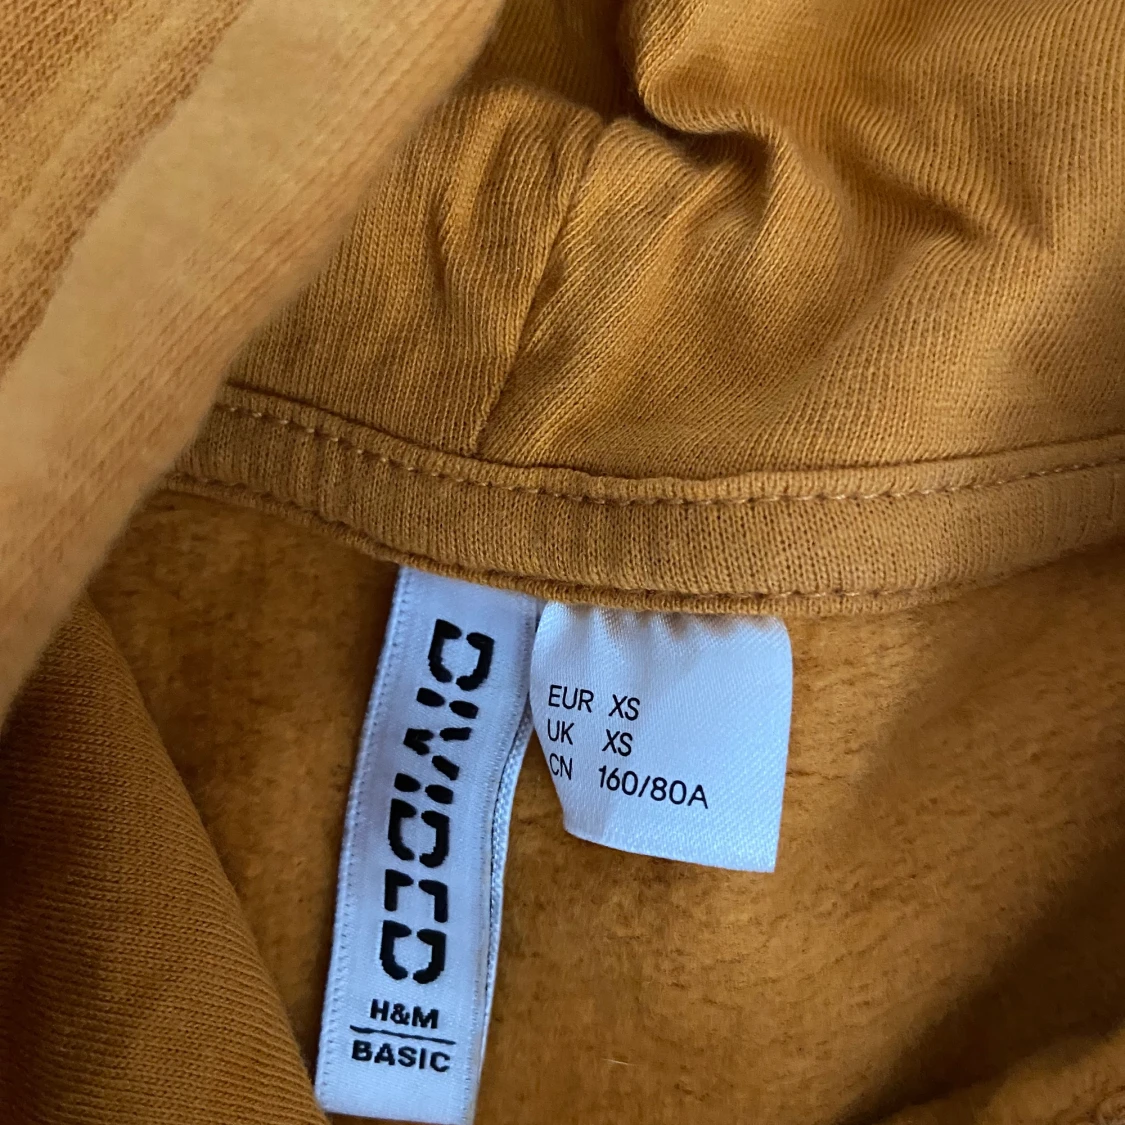 DIVIDED
H&M
BASIC
EUR XS
UK XS
CN 160/80A